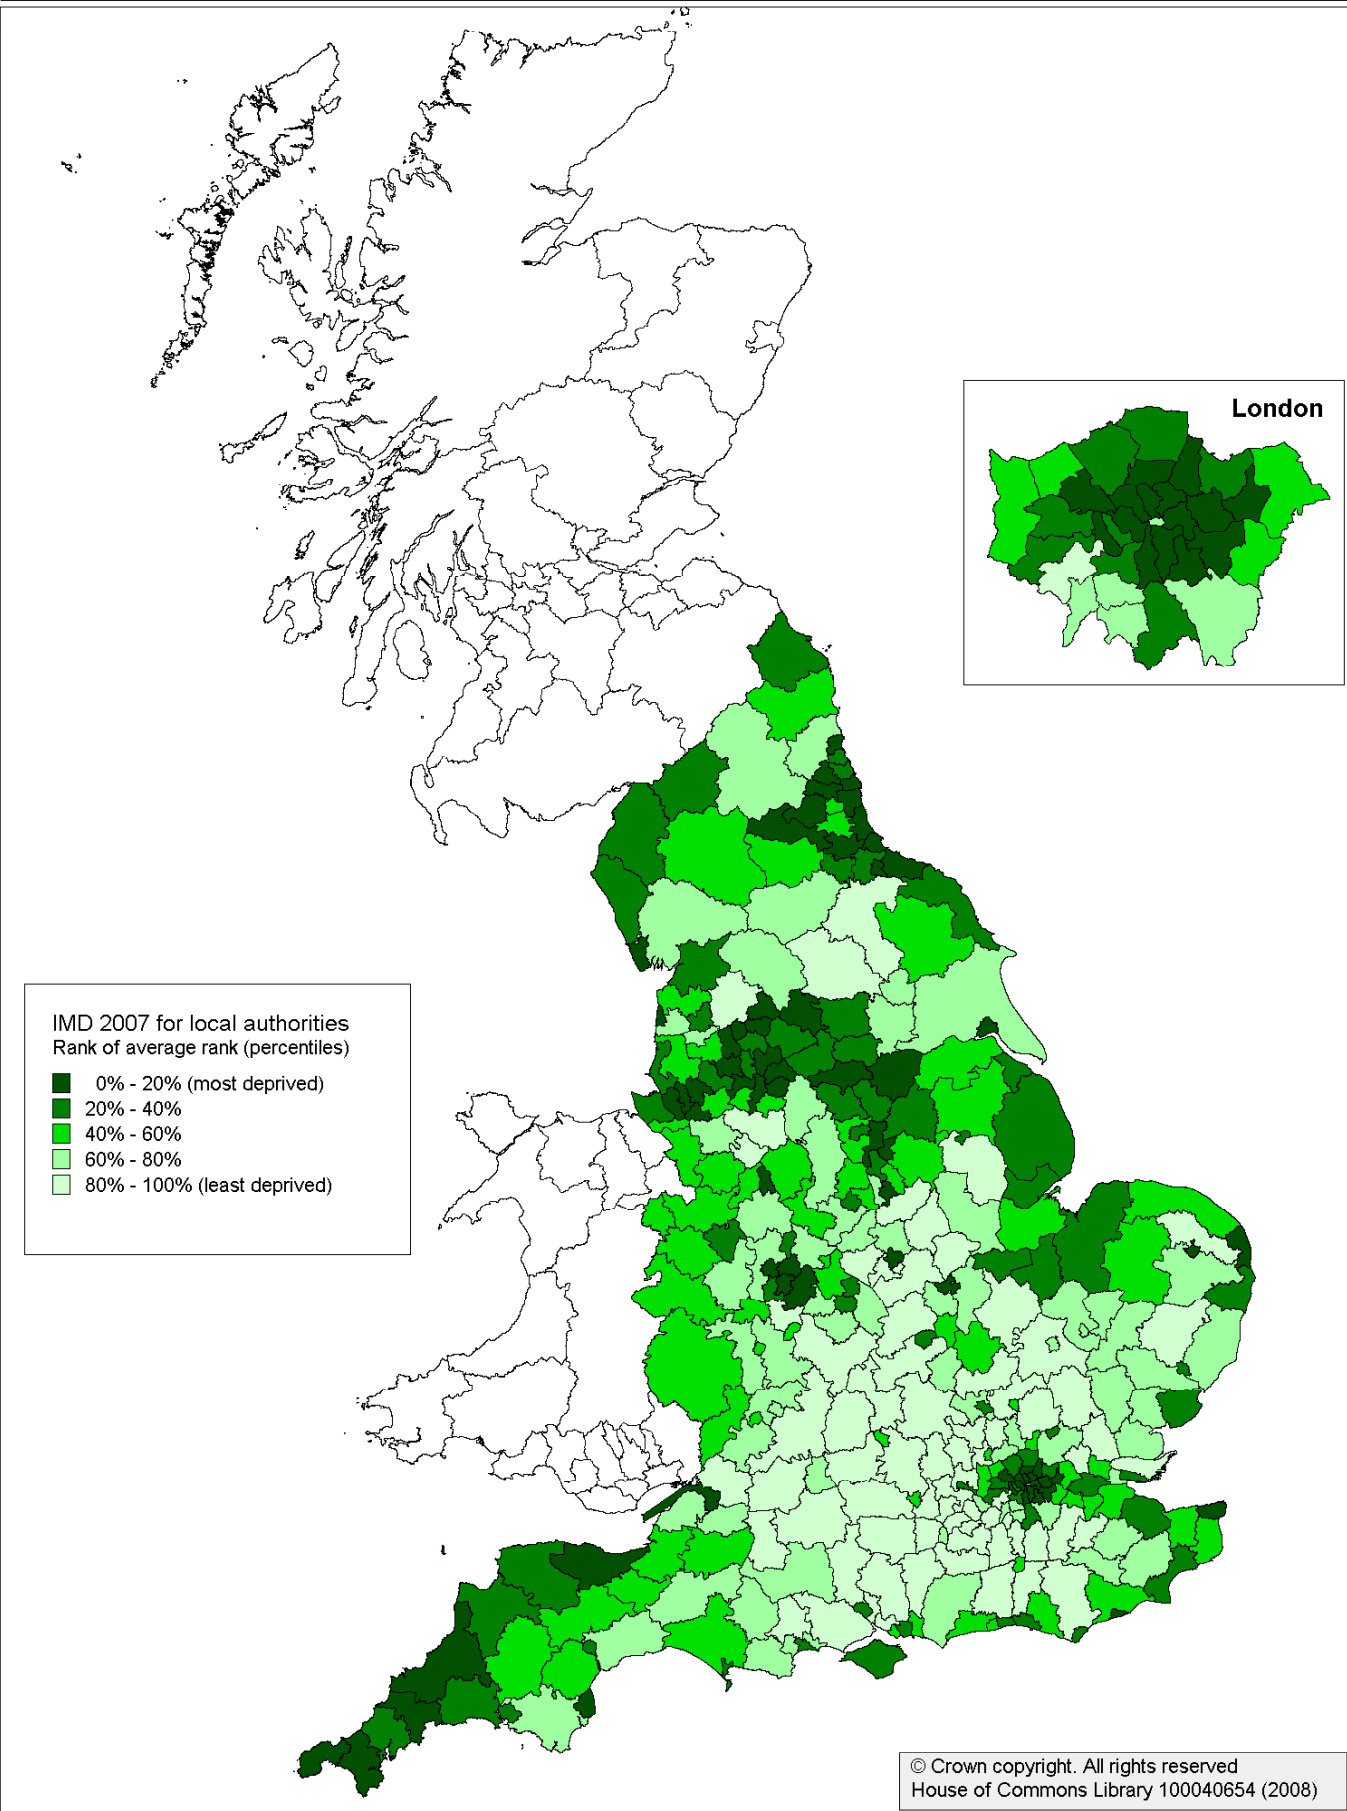 London
IMD 2007 for local authorities
Rank of average rank (percentiles)
0% - 20% (most deprived)
20% - 40%
40% - 60%
60% - 80%
80% - 100% (least deprived)
© Crown copyright. All rights reserved
House of Commons Library 100040654 (2008)